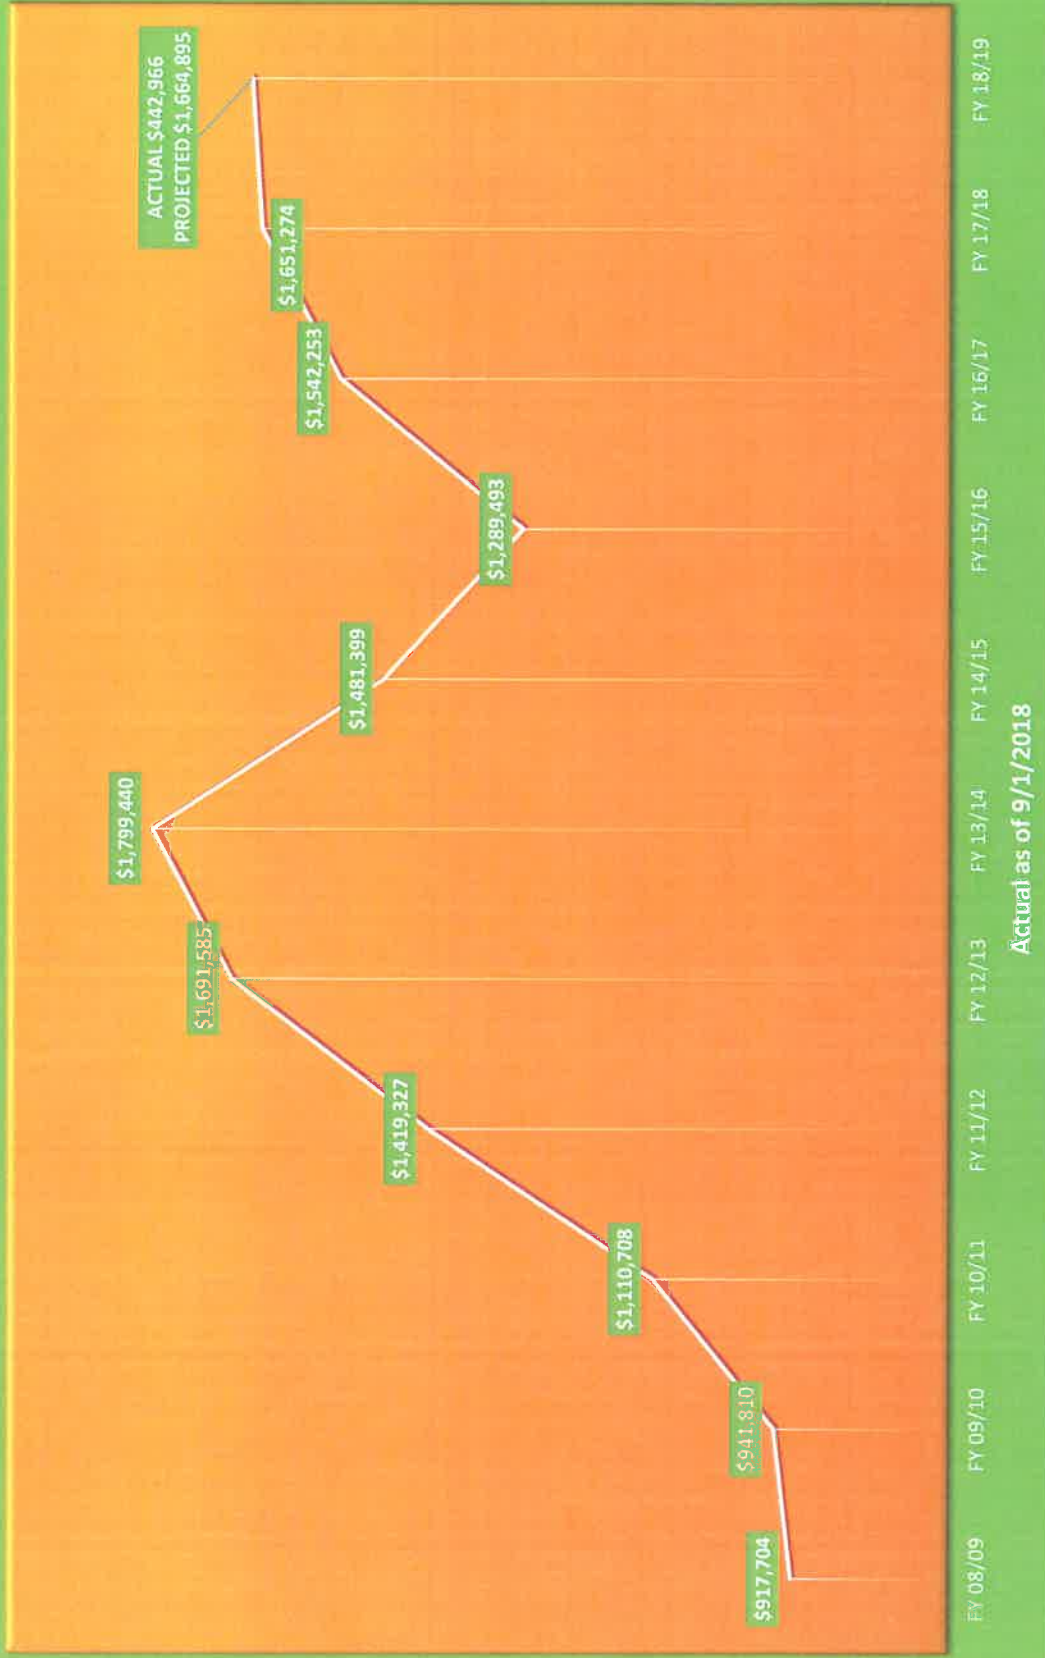 $917,704
$941,810
$1,110,708
$1,419,327
$1,691,585
$1,799,440
$1,481,399
$1,289,493
$1,542,253
$1,651,274
ACTUAL $442,966
PROJECTED $1,664,895
FY 08/09
FY 09/10
FY 10/11
FY 11/12
FY 12/13
FY 13/14
FY 14/15
FY 15/16
FY 16/17
FY 17/18
FY 18/19
Actual as of 9/1/2018